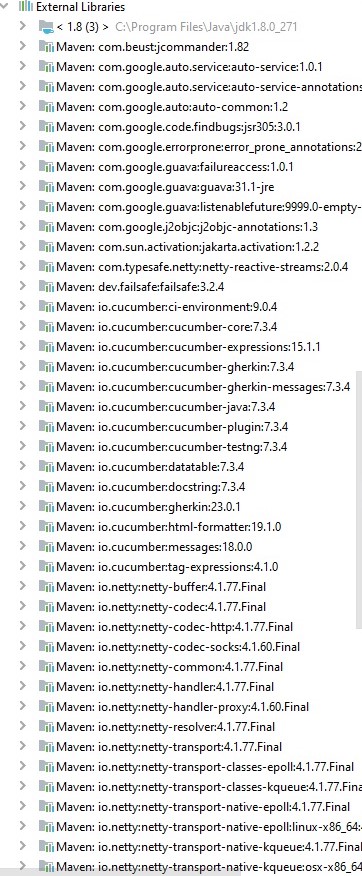 External Libraries
< 1.8 (3) > C:\Program Files\Java\jdk1.8.0_271
Maven: com.beust:jcommander:1.82
Maven: com.google.auto.service:auto-service:1.0.1
Maven: com.google.auto.service:auto-service-annotations
Maven: com.google.auto:auto-common:1.2
Maven: com.google.code.findbugs:jsr305:3.0.1
Maven: com.google.errorprone:error_prone_annotations:2
Maven: com.google.guava:failureaccess:1.0.1
Maven: com.google.guava:guava:31.1-jre
Maven: com.google.guava:listenablefuture:9999.0-empty-
Maven: com.google.j2objc:j2objc-annotations:1.3
Maven: com.sun.activation:jakarta.activation:1.2.2
Maven: com.typesafe.netty:netty-reactive-streams:2.0.4
Maven: dev.failsafe:failsafe:3.2.4
Maven: io.cucumber:ci-environment:9.0.4
Maven: io.cucumber:cucumber-core:7.3.4
Maven: io.cucumber:cucumber-expressions:15.1.1
Maven: io.cucumber:cucumber-gherkin:7.3.4
Maven: io.cucumber:cucumber-gherkin-messages:7.3.4
Maven: io.cucumber:cucumber-java:7.3.4
Maven: io.cucumber:cucumber-plugin:7.3.4
Maven: io.cucumber:cucumber-testng:7.3.4
Maven: io.cucumber:datatable:7.3.4
Maven: io.cucumber:docstring:7.3.4
Maven: io.cucumber:gherkin:23.0.1
Maven: io.cucumber:html-formatter:19.1.0
Maven: io.cucumber:messages:18.0.0
Maven: io.cucumber:tag-expressions:4.1.0
Maven: io.netty:netty-buffer:4.1.77.Final
Maven: io.netty:netty-codec:4.1.77.Final
Maven: io.netty:netty-codec-http:4.1.77.Final
Maven: io.netty:netty-codec-socks:4.1.60.Final
Maven: io.netty:netty-common:4.1.77.Final
Maven: io.netty:netty-handler:4.1.77.Final
Maven: io.netty:netty-handler-proxy:4.1.60.Final
Maven: io.netty:netty-resolver:4.1.77.Final
Maven: io.netty:netty-transport:4.1.77.Final
Maven: io.netty:netty-transport-classes-epoll:4.1.77.Final
Maven: io.netty:netty-transport-classes-kqueue:4.1.77.Fina
Maven: io.netty:netty-transport-native-epoll:4.1.77.Final
Maven: io.netty:netty-transport-native-epoll:linux-x86_64:
Maven: io.netty:netty-transport-native-kqueue:4.1.77.Final
Maven: io.netty:netty-transport-native-kqueue:osx-x86_64